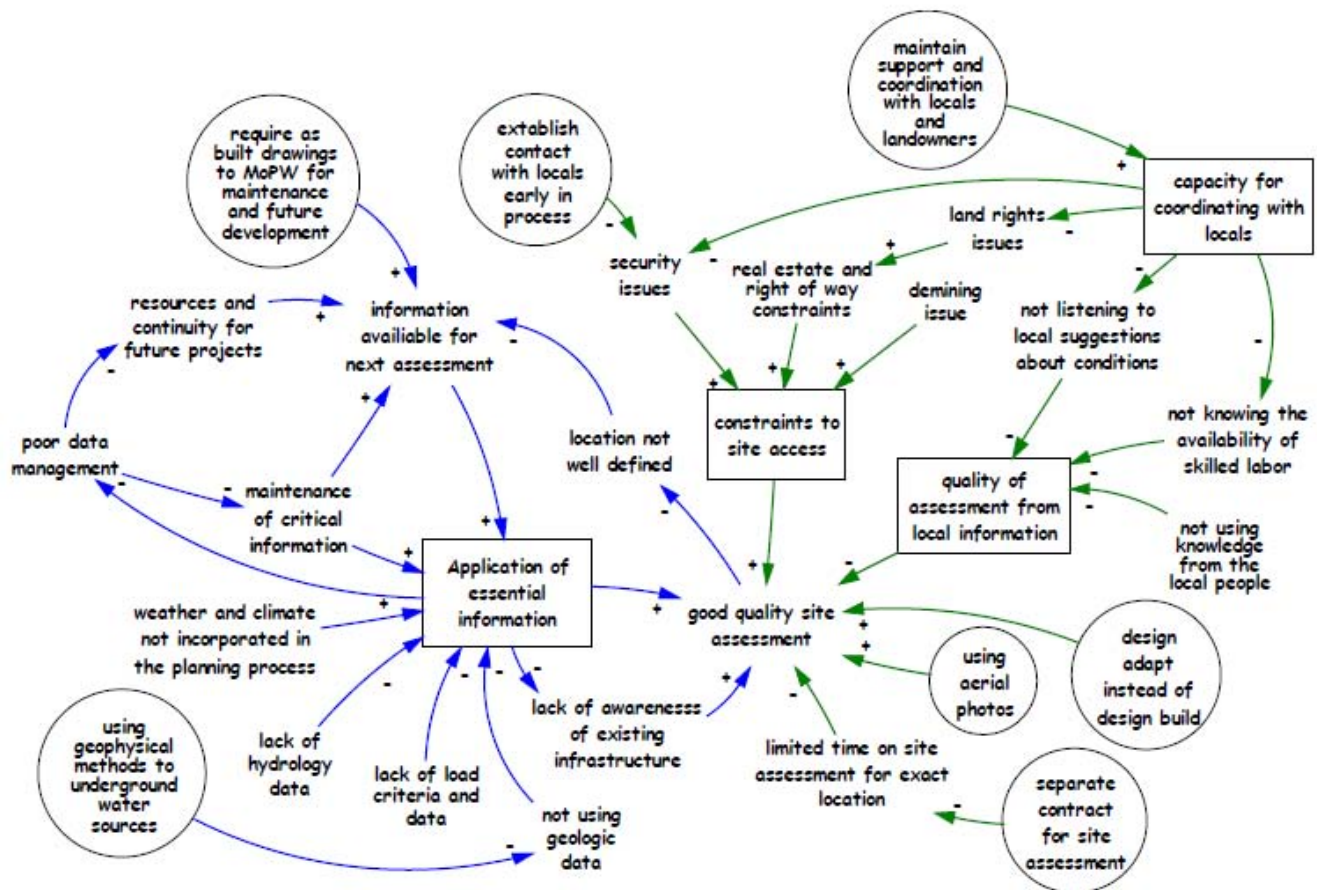 maintain
support and
coordination
with locals
and
landowners
require as
built drawings
to MoPW for
maintenance
and future
development
extablish
contact
with locals
early in
process
+
capacity for
coordinating with
locals
land rights
issues
-
-
-
+
-
security
issues
real estate and
right of way
constraints
demining
issue
-
not listening to
local suggestions
about conditions
+
resources and
continuity for
future projects
+
information
availiable for
next assessment
-
-
-
+
+
+
+
constraints to
site access
location not
well defined
not knowing the
availability of
skilled labor
poor data
management
-
-
-
quality of
assessment from
local information
-
-
maintenance
of critical
information
-
+
+
not using
knowledge
from the
local people
Application of
essential
information
+
-
weather and climate
not incorporated in
the planning process
+
+
good quality site
assessment
+
+
design
adapt
instead of
design build
using
aerial
photos
-
-
-
-
+
-
lack of awarenesss
of existing
infrastructure
using
geophysical
methods to
underground
water
sources
lack of
hydrology
data
lack of load
criteria and
data
limited time on site
assessment for exact
location
-
separate
contract
for site
assessment
not using
geologic
data
-